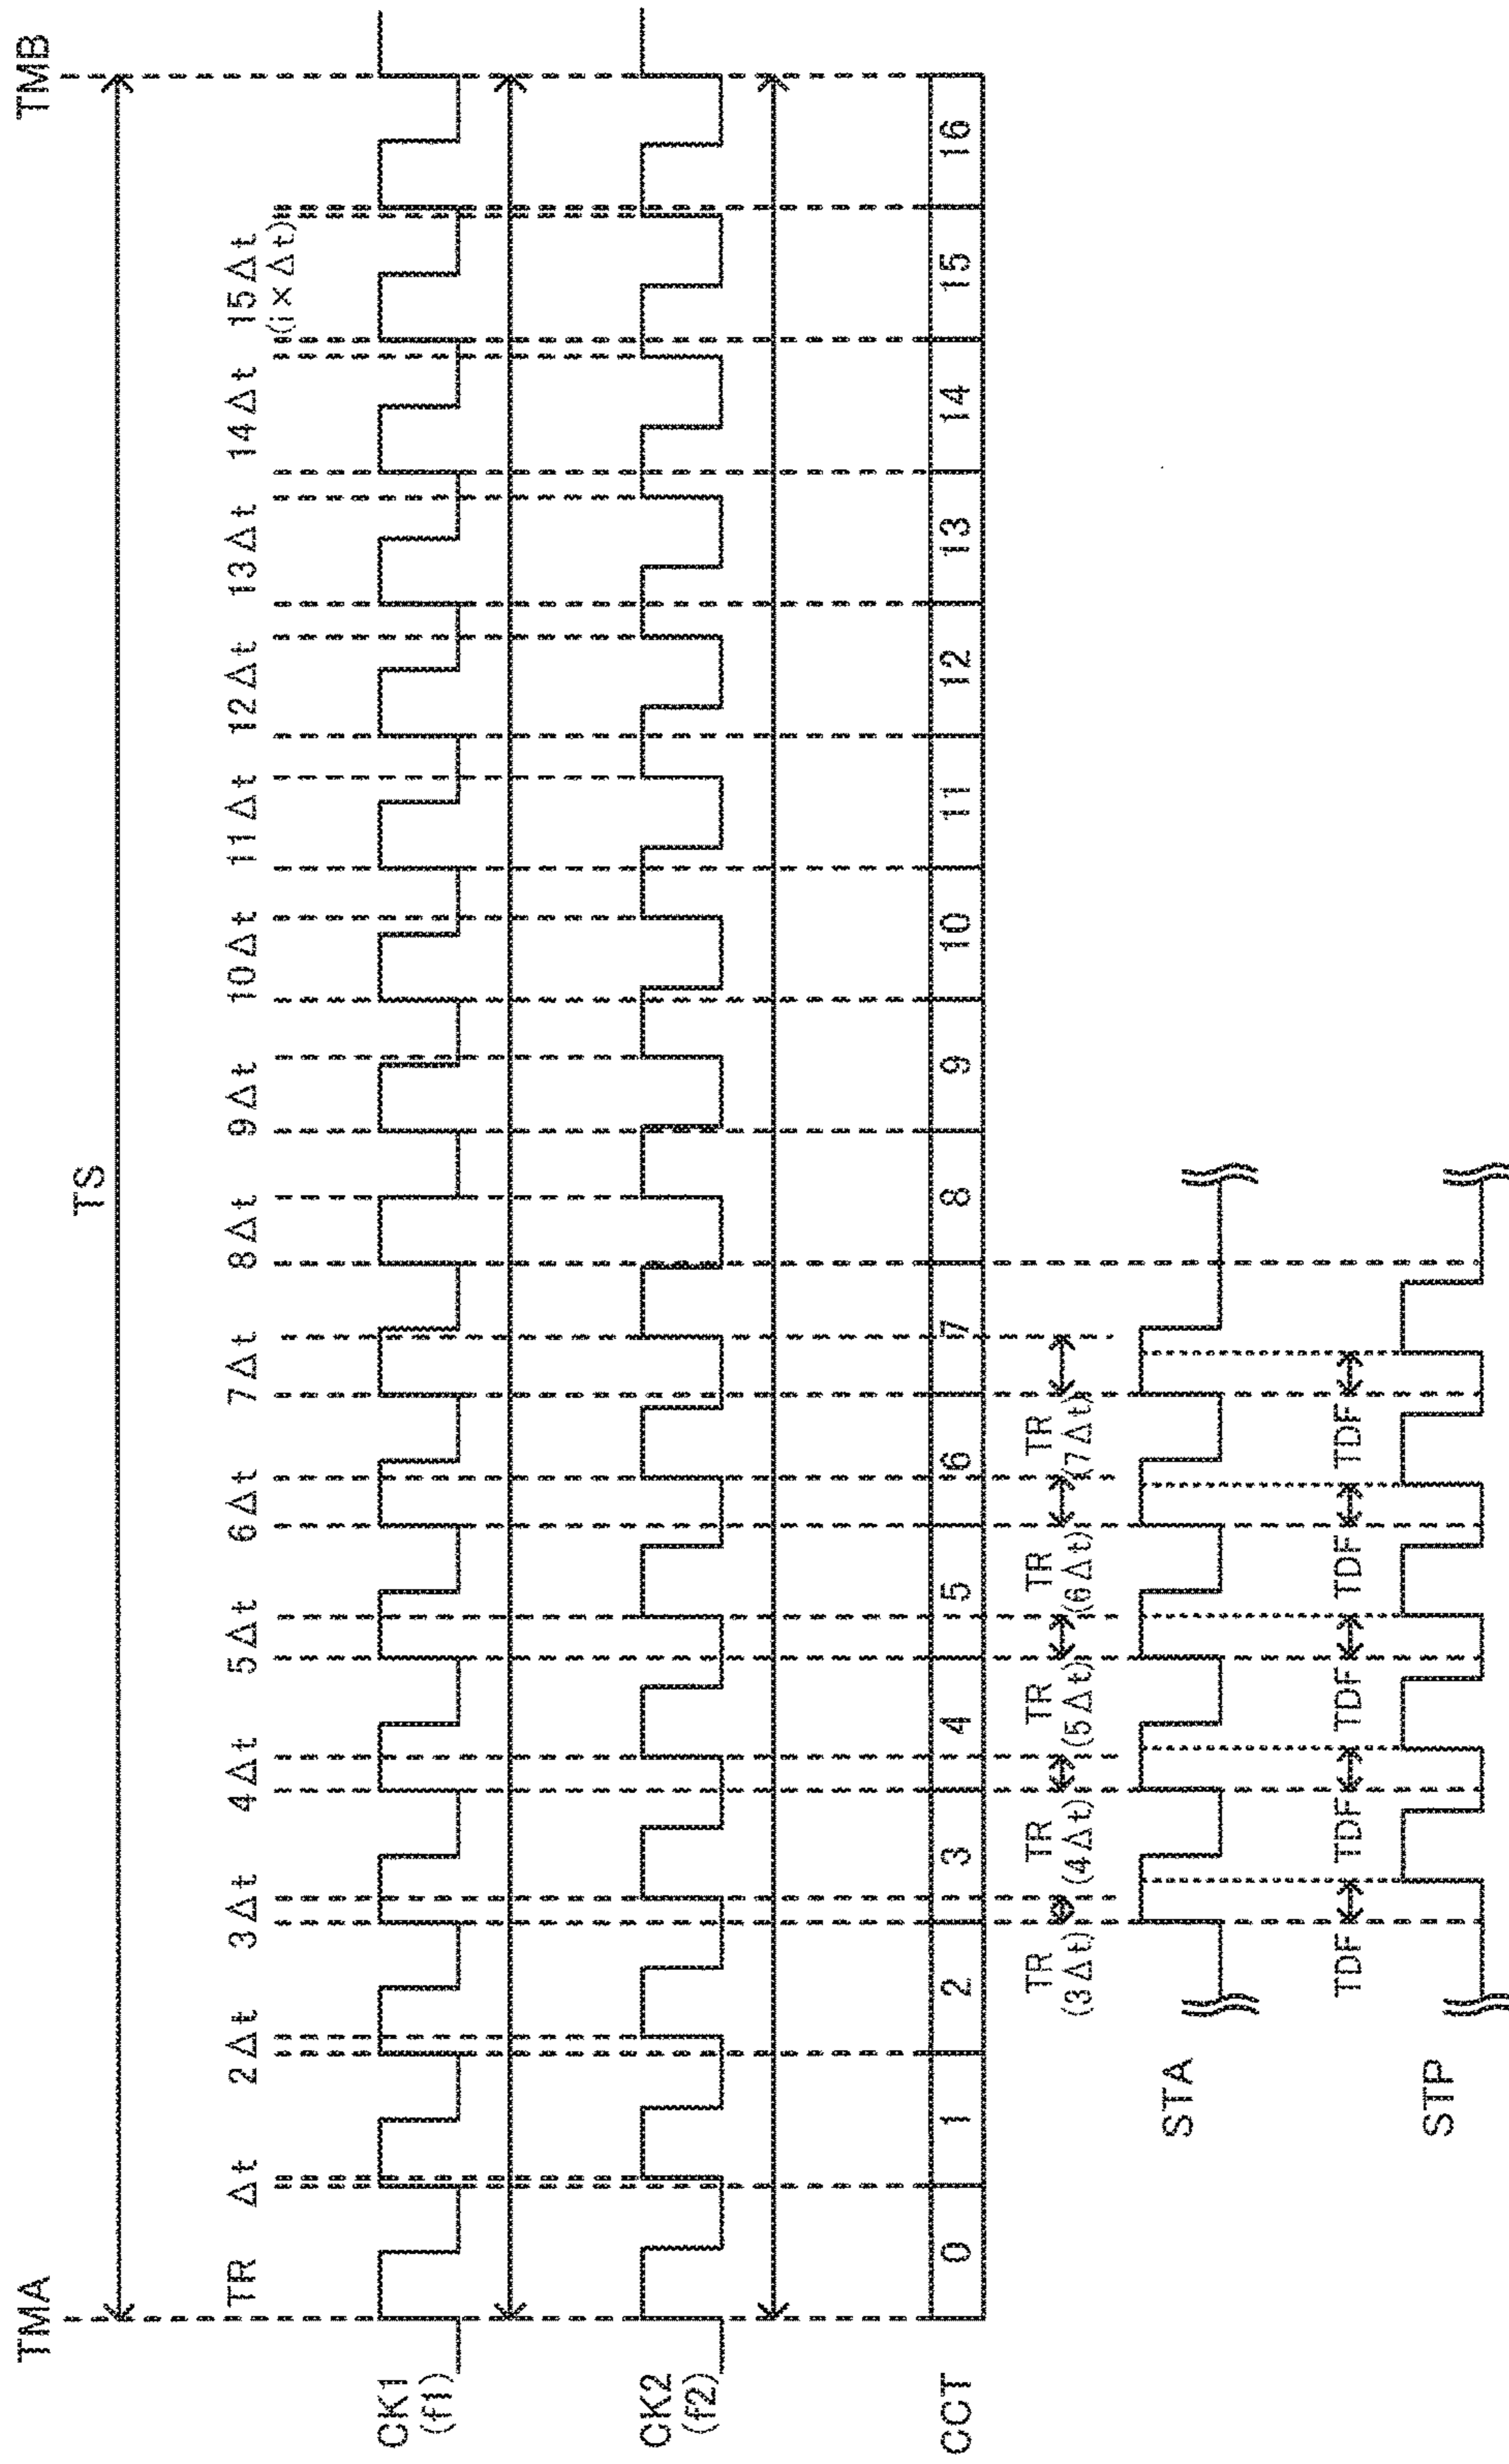 TMA TMB
TS
TR Δt 2Δt 3Δt 4Δt 5Δt 6Δt 7Δt 8Δt 9Δt 10Δt 11Δt 12Δt 13Δt 14Δt 15Δt
(i×Δt)
CK1
(f1)
CK2
(f2)
CCT 0 1 2 3 4 5 6 7 8 9 10 11 12 13 14 15 16
TR TR TR TR TR
(3Δt) (4Δt) (5Δt) (6Δt) (7Δt)
STA
TDF TDF TDF TDF TDF
STP